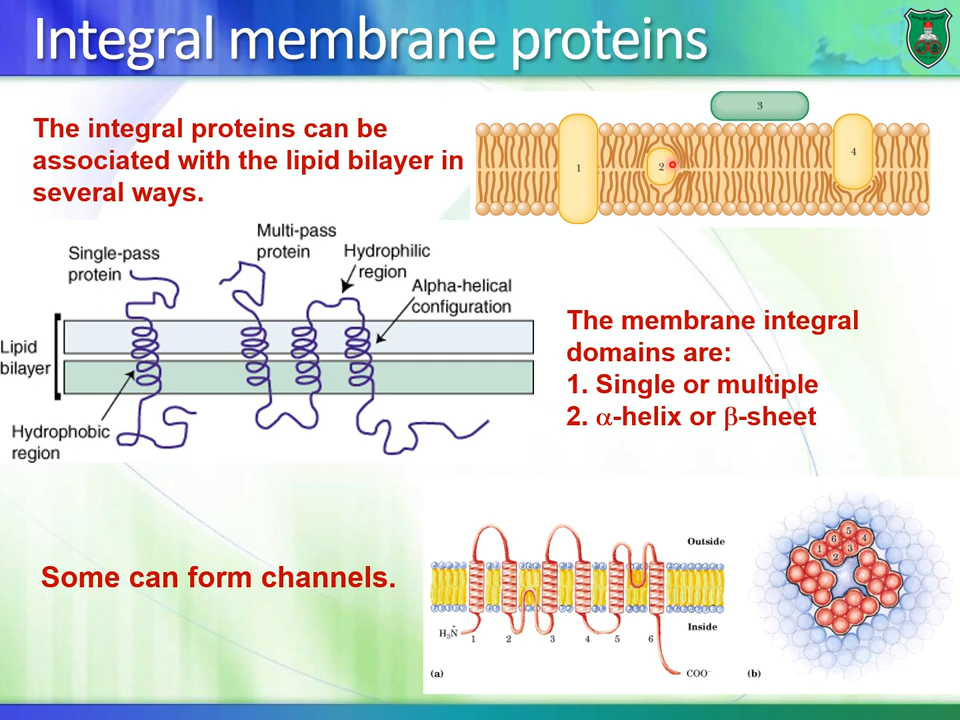 Integral membrane proteins
The integral proteins can be
associated with the lipid bilayer in
several ways.
3
1
2
4
Single-pass
protein
Multi-pass
protein
Hydrophilic
region
Alpha-helical
configuration
Lipid
bilayer
Hydrophobic
region
The membrane integral
domains are:
1. Single or multiple
2. α-helix or β-sheet
Some can form channels.
Outside
Inside
H₃N⁺
1 2 3 4 5 6
COO⁻
(a)
5
6 4
1 3
2
(b)